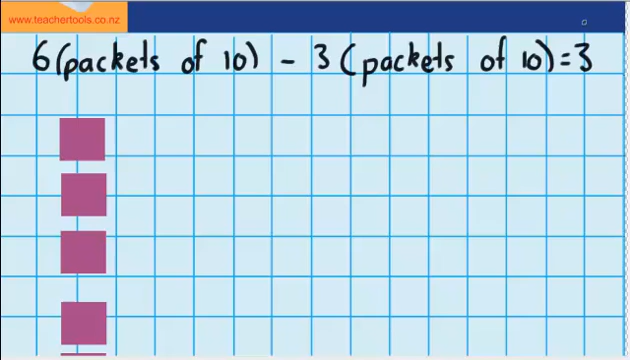 www.teachertools.co.nz
6(packets of 10) - 3(packets of 10)=3